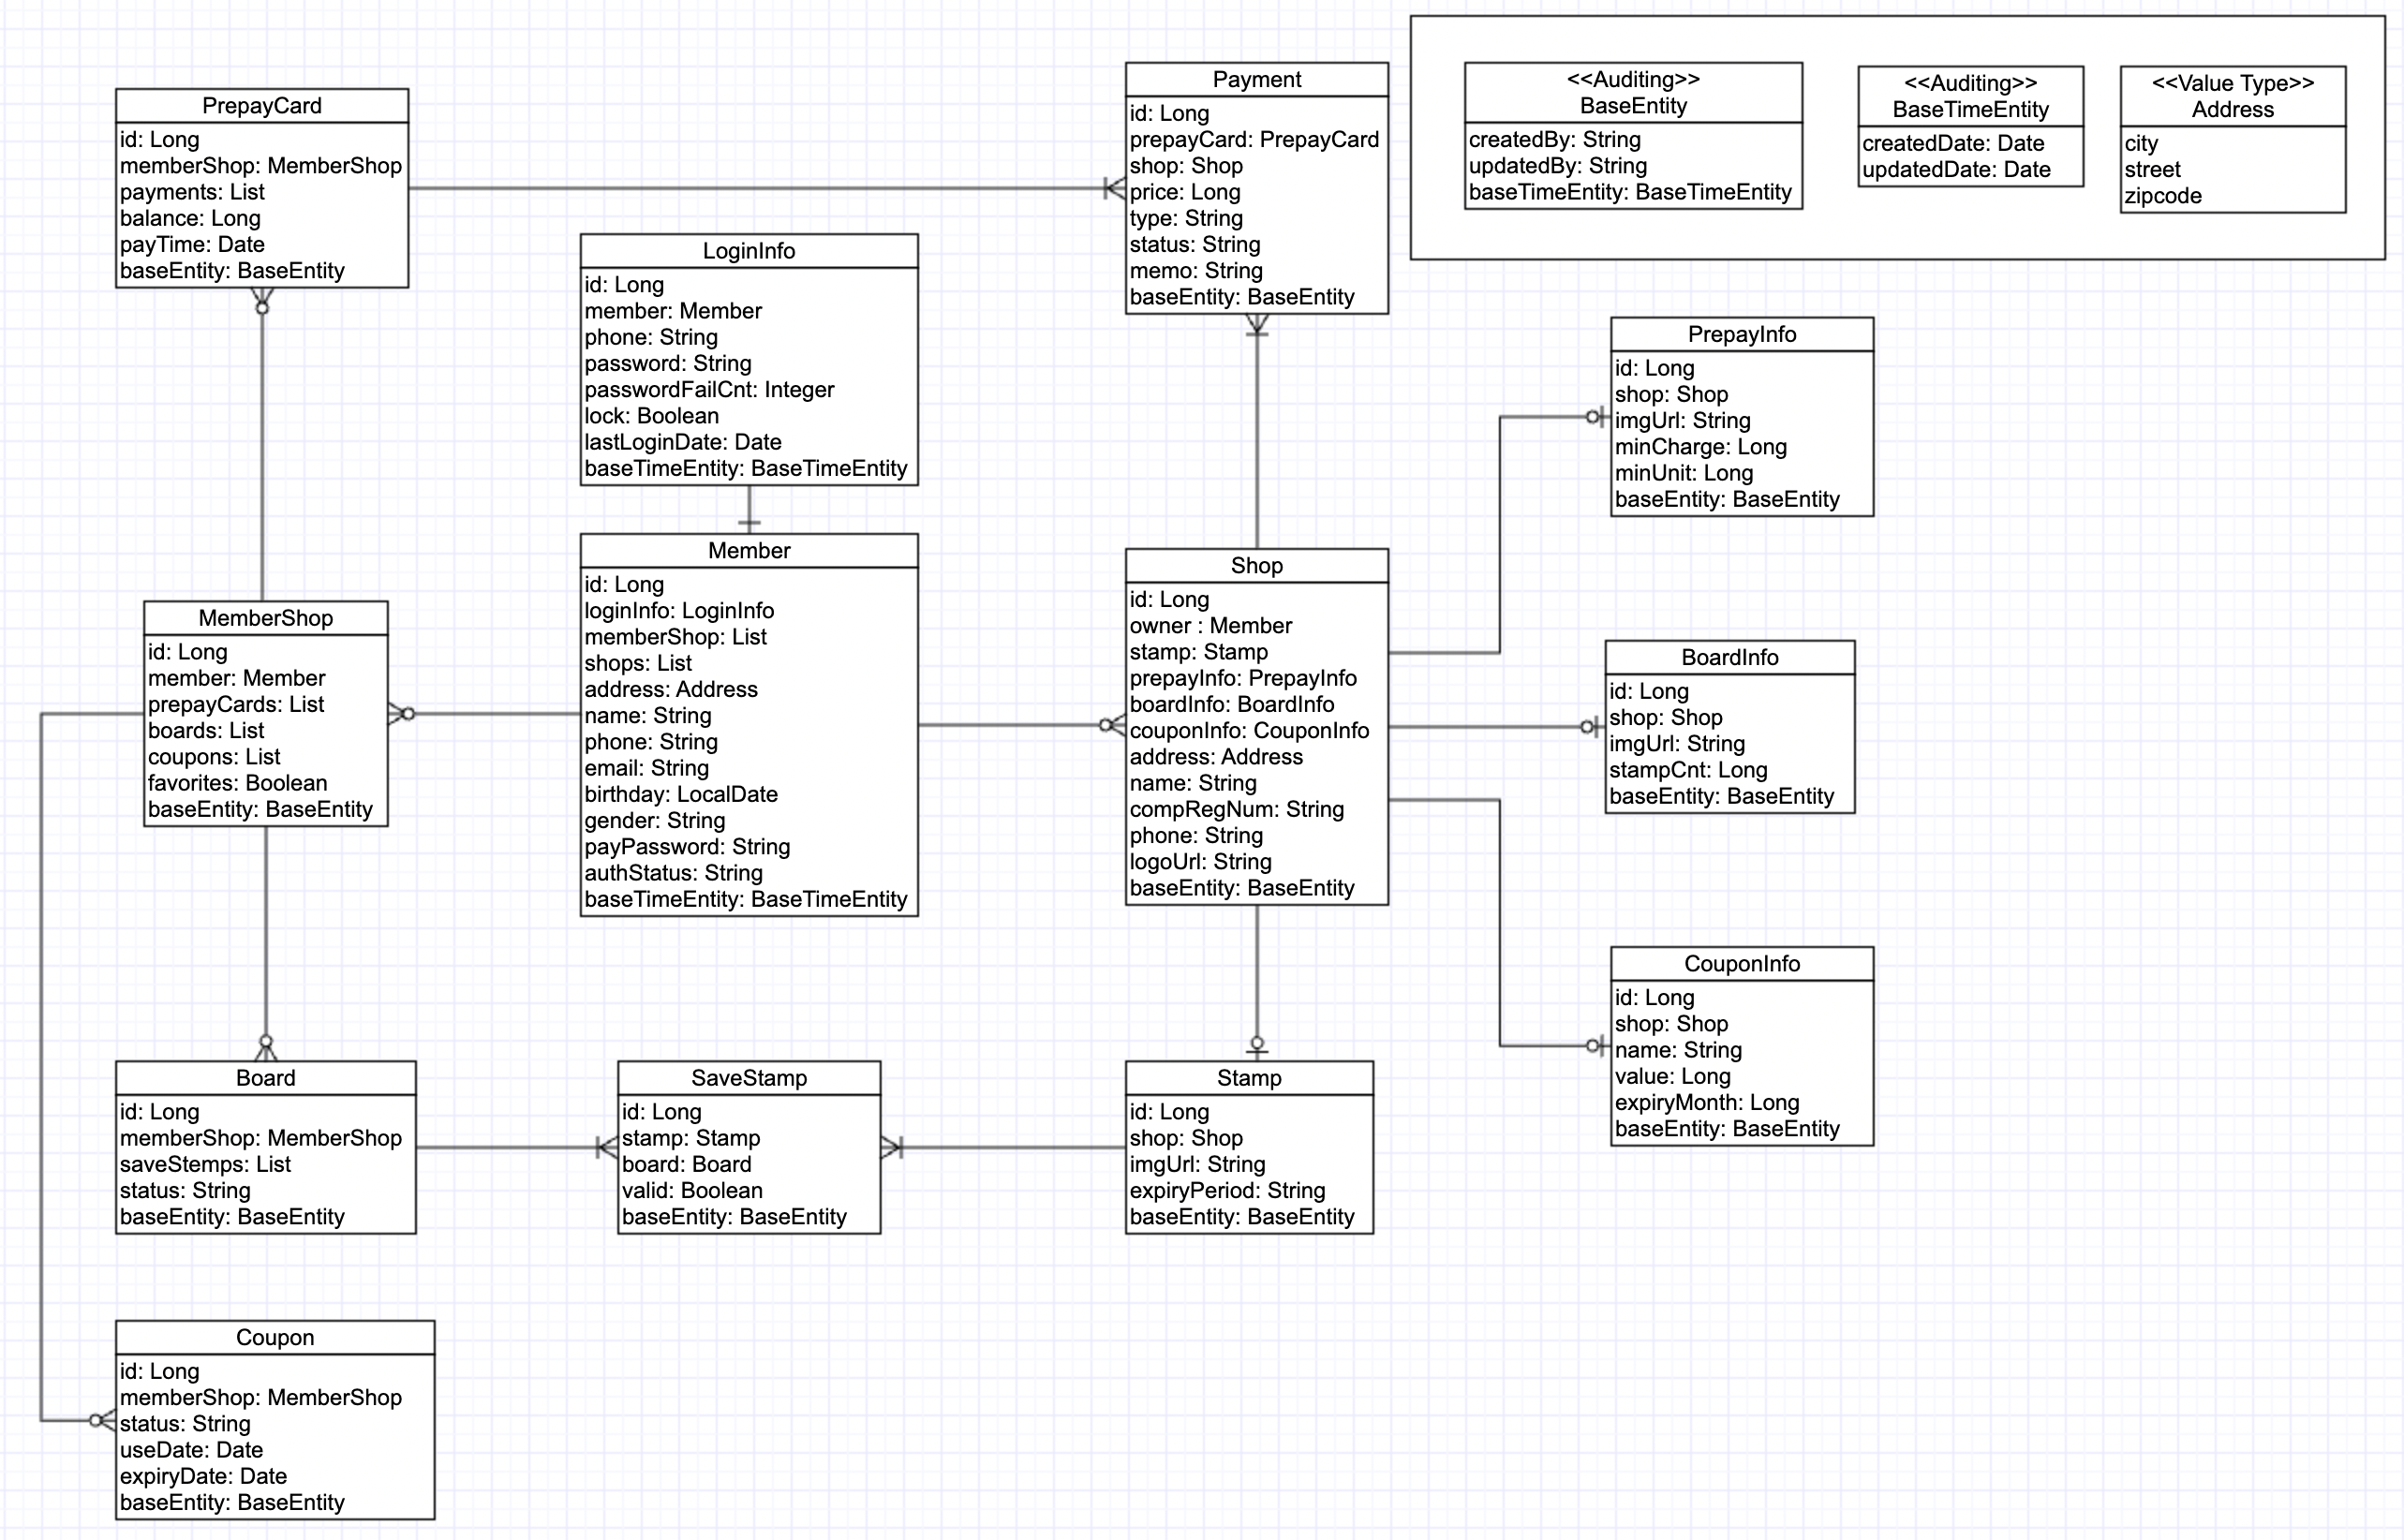 PrepayCard
id: Long
memberShop: MemberShop
payments: List
balance: Long
payTime: Date
baseEntity: BaseEntity
LoginInfo
id: Long
member: Member
phone: String
password: String
passwordFailCnt: Integer
lock: Boolean
lastLoginDate: Date
baseTimeEntity: BaseTimeEntity
Payment
id: Long
prepayCard: PrepayCard
shop: Shop
price: Long
type: String
status: String
memo: String
baseEntity: BaseEntity
<<Auditing>>
BaseEntity
createdBy: String
updatedBy: String
baseTimeEntity: BaseTimeEntity
<<Auditing>>
BaseTimeEntity
createdDate: Date
updatedDate: Date
<<Value Type>>
Address
city
street
zipcode
PrepayInfo
id: Long
shop: Shop
imgUrl: String
minCharge: Long
minUnit: Long
baseEntity: BaseEntity
MemberShop
id: Long
member: Member
prepayCards: List
boards: List
coupons: List
favorites: Boolean
baseEntity: BaseEntity
Member
id: Long
loginInfo: LoginInfo
memberShop: List
shops: List
address: Address
name: String
phone: String
email: String
birthday: LocalDate
gender: String
payPassword: String
authStatus: String
baseTimeEntity: BaseTimeEntity
Shop
id: Long
owner : Member
stamp: Stamp
prepayInfo: PrepayInfo
boardInfo: BoardInfo
couponInfo: CouponInfo
address: Address
name: String
compRegNum: String
phone: String
logoUrl: String
baseEntity: BaseEntity
BoardInfo
id: Long
shop: Shop
imgUrl: String
stampCnt: Long
baseEntity: BaseEntity
CouponInfo
id: Long
shop: Shop
name: String
value: Long
expiryMonth: Long
baseEntity: BaseEntity
Board
id: Long
memberShop: MemberShop
saveStemps: List
status: String
baseEntity: BaseEntity
SaveStamp
id: Long
stamp: Stamp
board: Board
valid: Boolean
baseEntity: BaseEntity
Stamp
id: Long
shop: Shop
imgUrl: String
expiryPeriod: String
baseEntity: BaseEntity
Coupon
id: Long
memberShop: MemberShop
status: String
useDate: Date
expiryDate: Date
baseEntity: BaseEntity